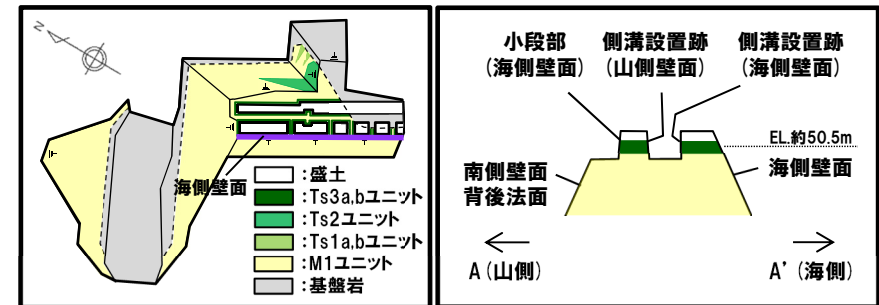 N
海側壁面
:盛土
:Ts3a,bユニット
:Ts2ユニット
:Ts1a,bユニット
:M1ユニット
:基盤岩
小段部
(海側壁面)
側溝設置跡
(山側壁面)
側溝設置跡
(海側壁面)
EL.約50.5m
南側壁面
背後法面
海側壁面
A(山側)
A'(海側)